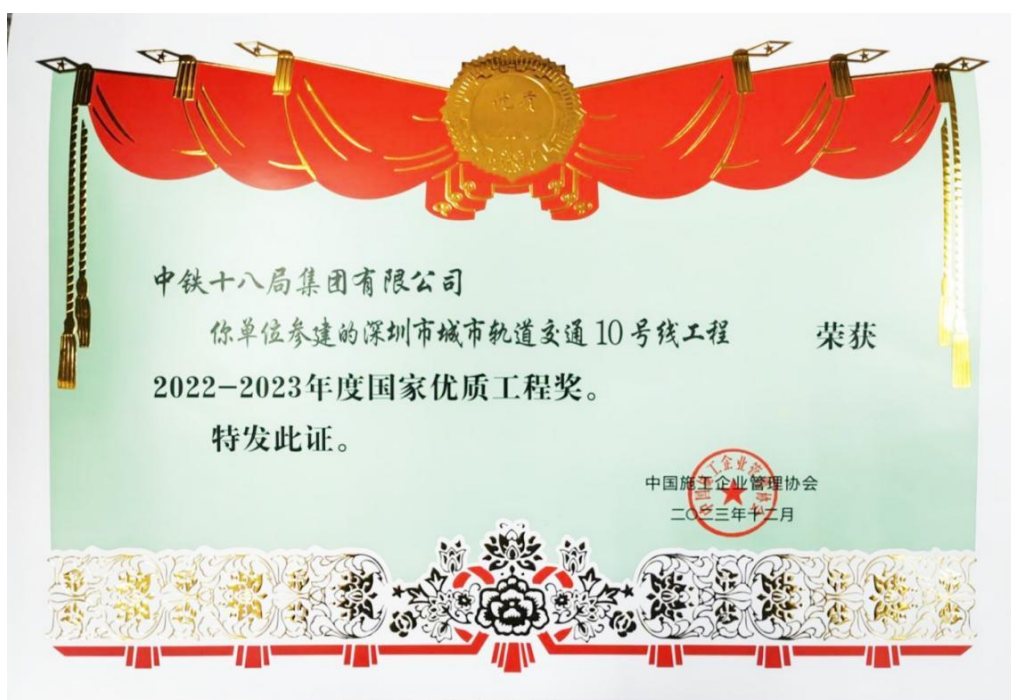 中铁十八局集团有限公司
你单位参建的深圳市城市轨道交通10号线工程 荣获
2022-2023年度国家优质工程奖。
特发此证。
中国施工企业管理协会
二〇二三年十二月